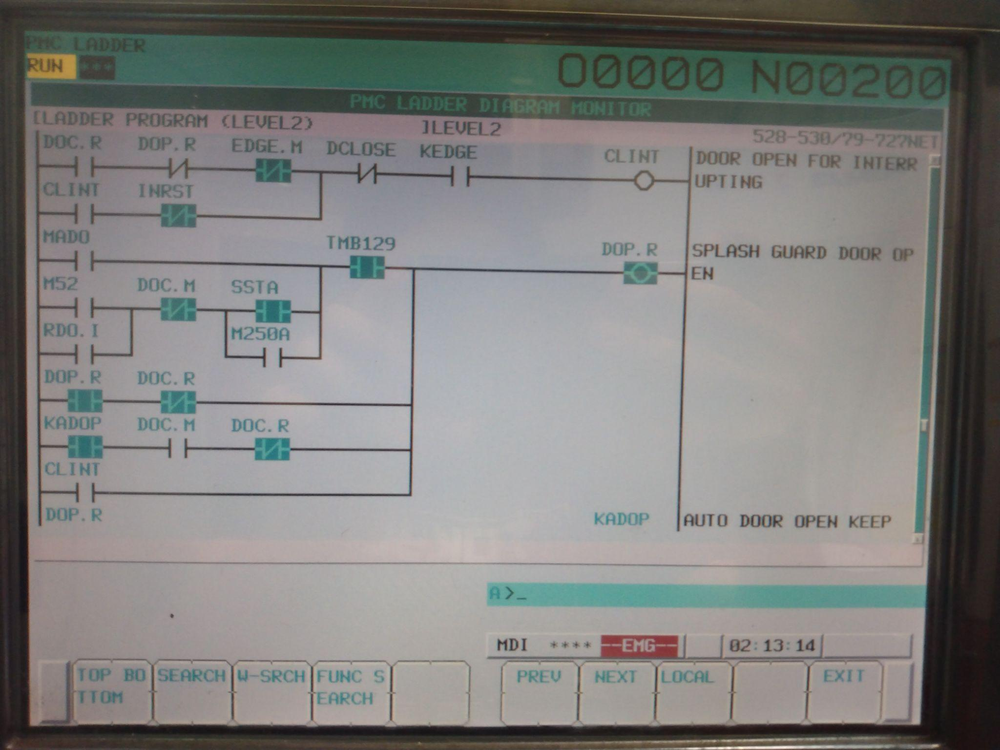 PMC LADDER
RUN ***
O0000 N00200
PMC LADDER DIAGRAM MONITOR
[LADDER PROGRAM (LEVEL2) ]LEVEL2
528-530/79-727NET
DOC.R DOP.R EDGE.M DCLOSE KEDGE CLINT DOOR OPEN FOR INTERR
UPTING
CLINT INRST
MADO TMB129 DOP.R SPLASH GUARD DOOR OP
EN
M52 DOC.M SSTA
RDO.I M250A
DOP.R DOC.R
KADOP DOC.M DOC.R
CLINT
DOP.R KADOP AUTO DOOR OPEN KEEP
A>_
MDI **** --EMG-- 02:13:14
TOP BO SEARCH W-SRCH FUNC S PREV NEXT LOCAL EXIT
TTOM EARCH